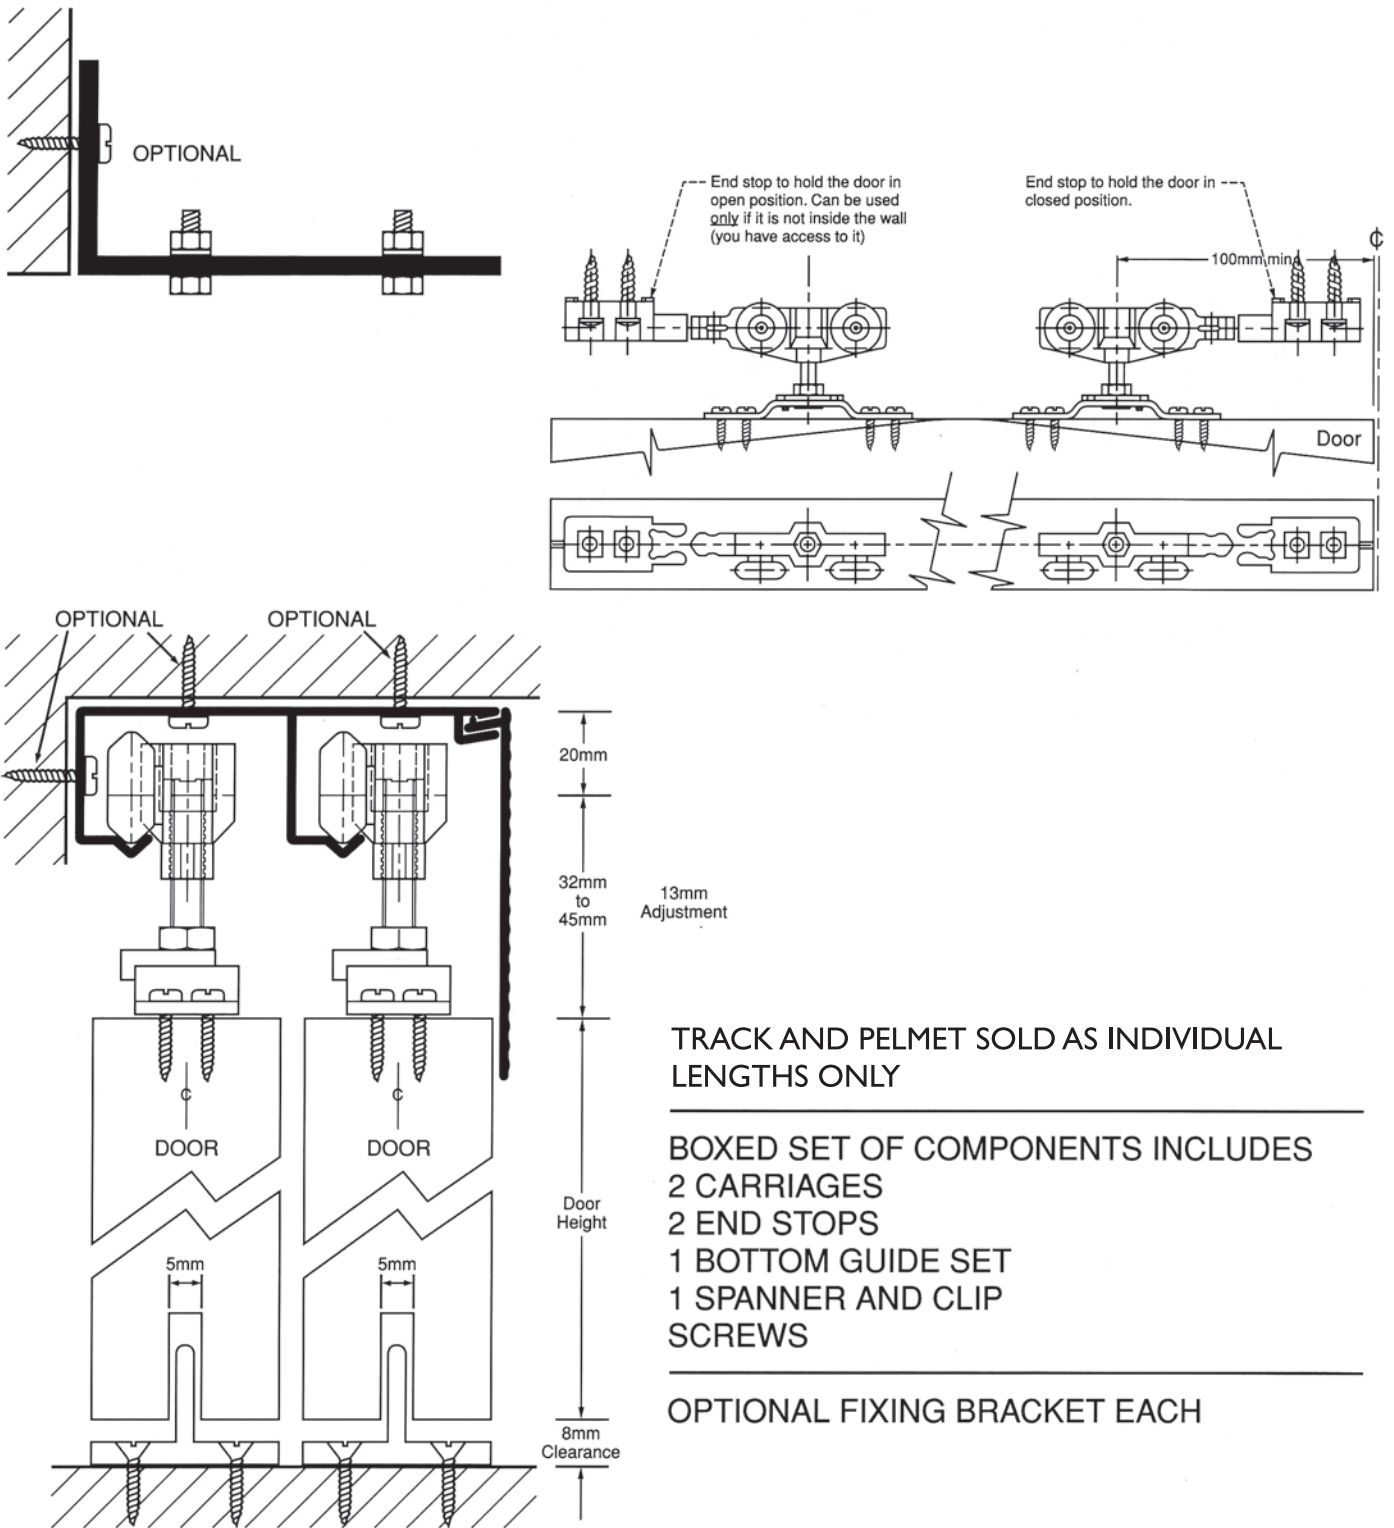 OPTIONAL
End stop to hold the door in
open position. Can be used
only if it is not inside the wall
(you have access to it)
End stop to hold the door in
closed position.
℄
100mm min
Door
OPTIONAL
OPTIONAL
20mm
32mm
to
45mm
13mm
Adjustment
℄
℄
DOOR
DOOR
Door
Height
5mm
5mm
8mm
Clearance
TRACK AND PELMET SOLD AS INDIVIDUAL
LENGTHS ONLY
BOXED SET OF COMPONENTS INCLUDES
2 CARRIAGES
2 END STOPS
1 BOTTOM GUIDE SET
1 SPANNER AND CLIP
SCREWS
OPTIONAL FIXING BRACKET EACH